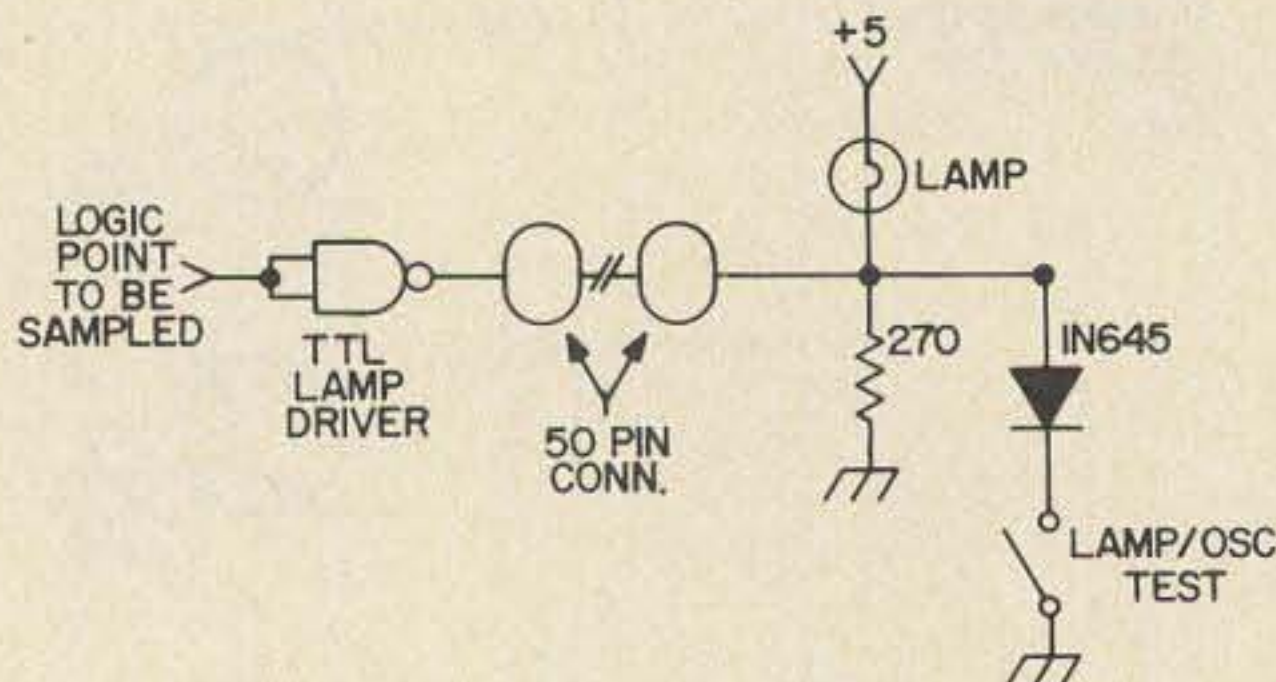 +5
LAMP
LOGIC
POINT
TO BE
SAMPLED
TTL
LAMP
DRIVER
50 PIN
CONN.
270
IN645
LAMP/OSC
TEST